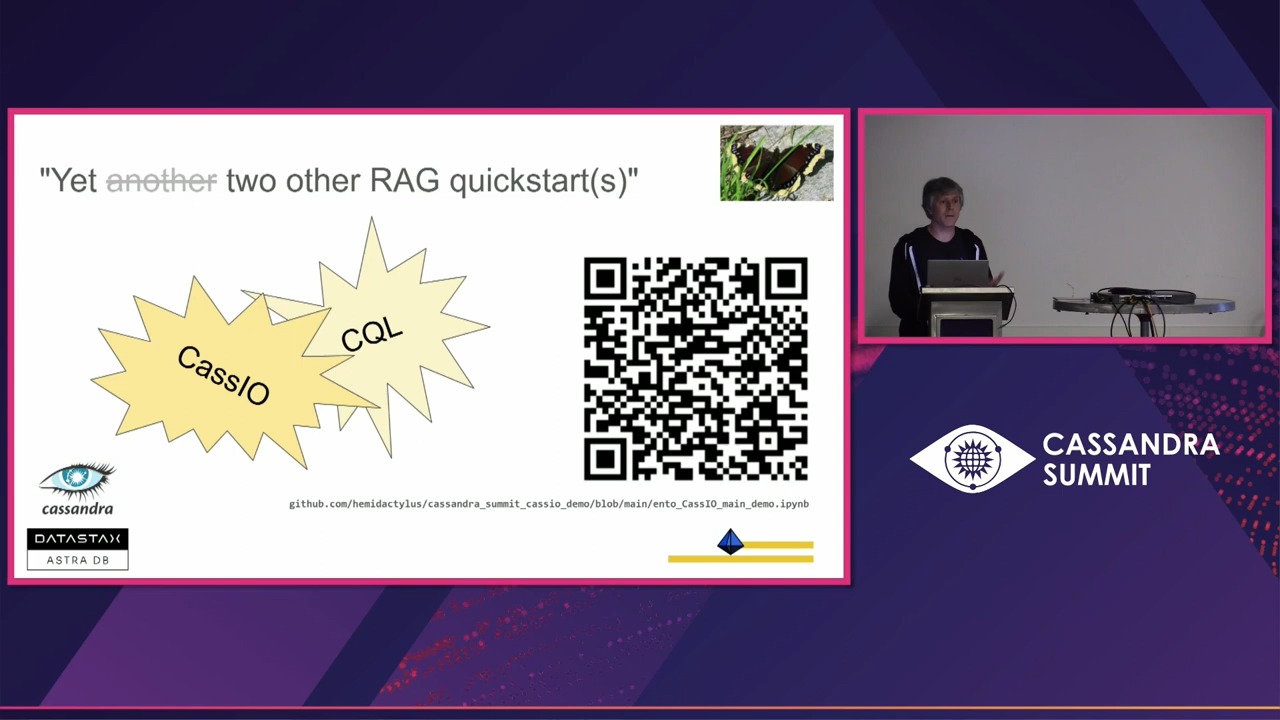 "Yet another two other RAG quickstart(s)"
CQL
CassIO
cassandra
github.com/hemidactylus/cassandra_summit_cassio_demo/blob/main/ento_CassIO_main_demo.ipynb
DATASTAX
ASTRA DB
CASSANDRA
SUMMIT